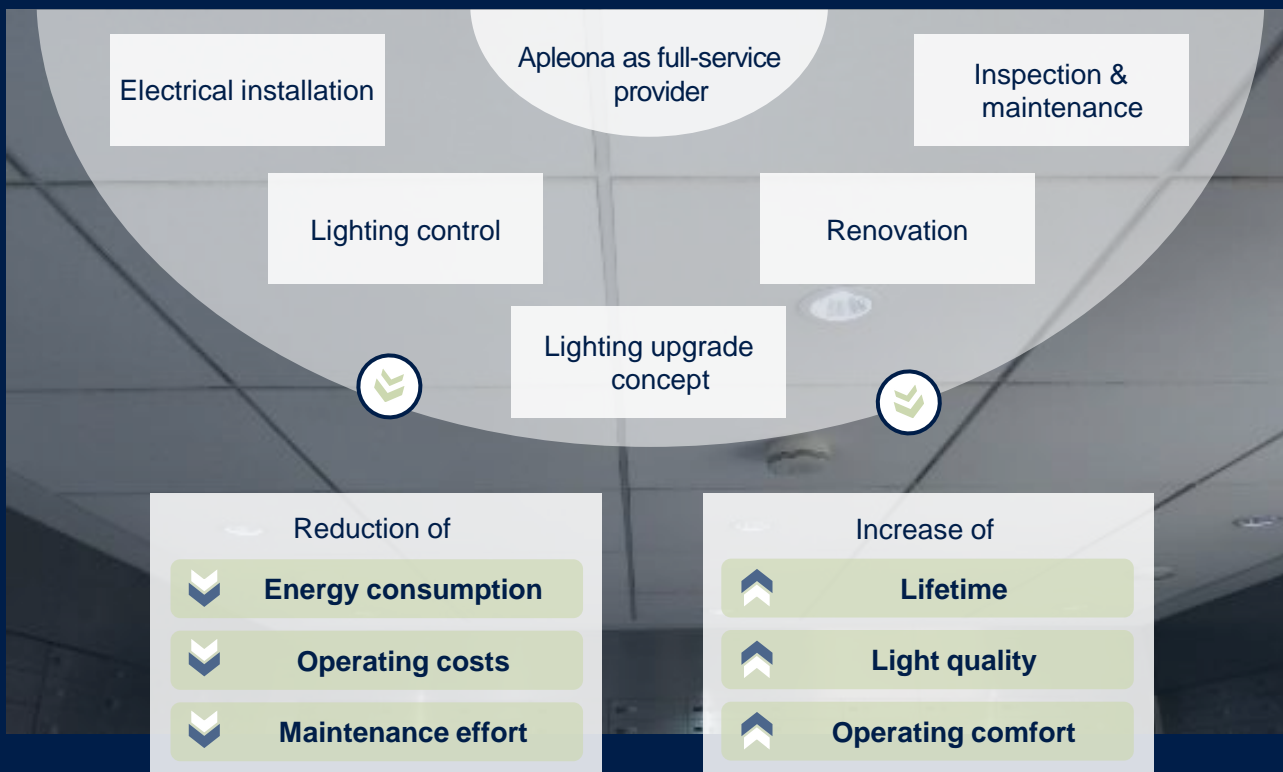 Apleona as full-service
provider
Electrical installation
Inspection &
maintenance
Lighting control
Renovation
Lighting upgrade
concept
Reduction of
Energy consumption
Operating costs
Maintenance effort
Increase of
Lifetime
Light quality
Operating comfort